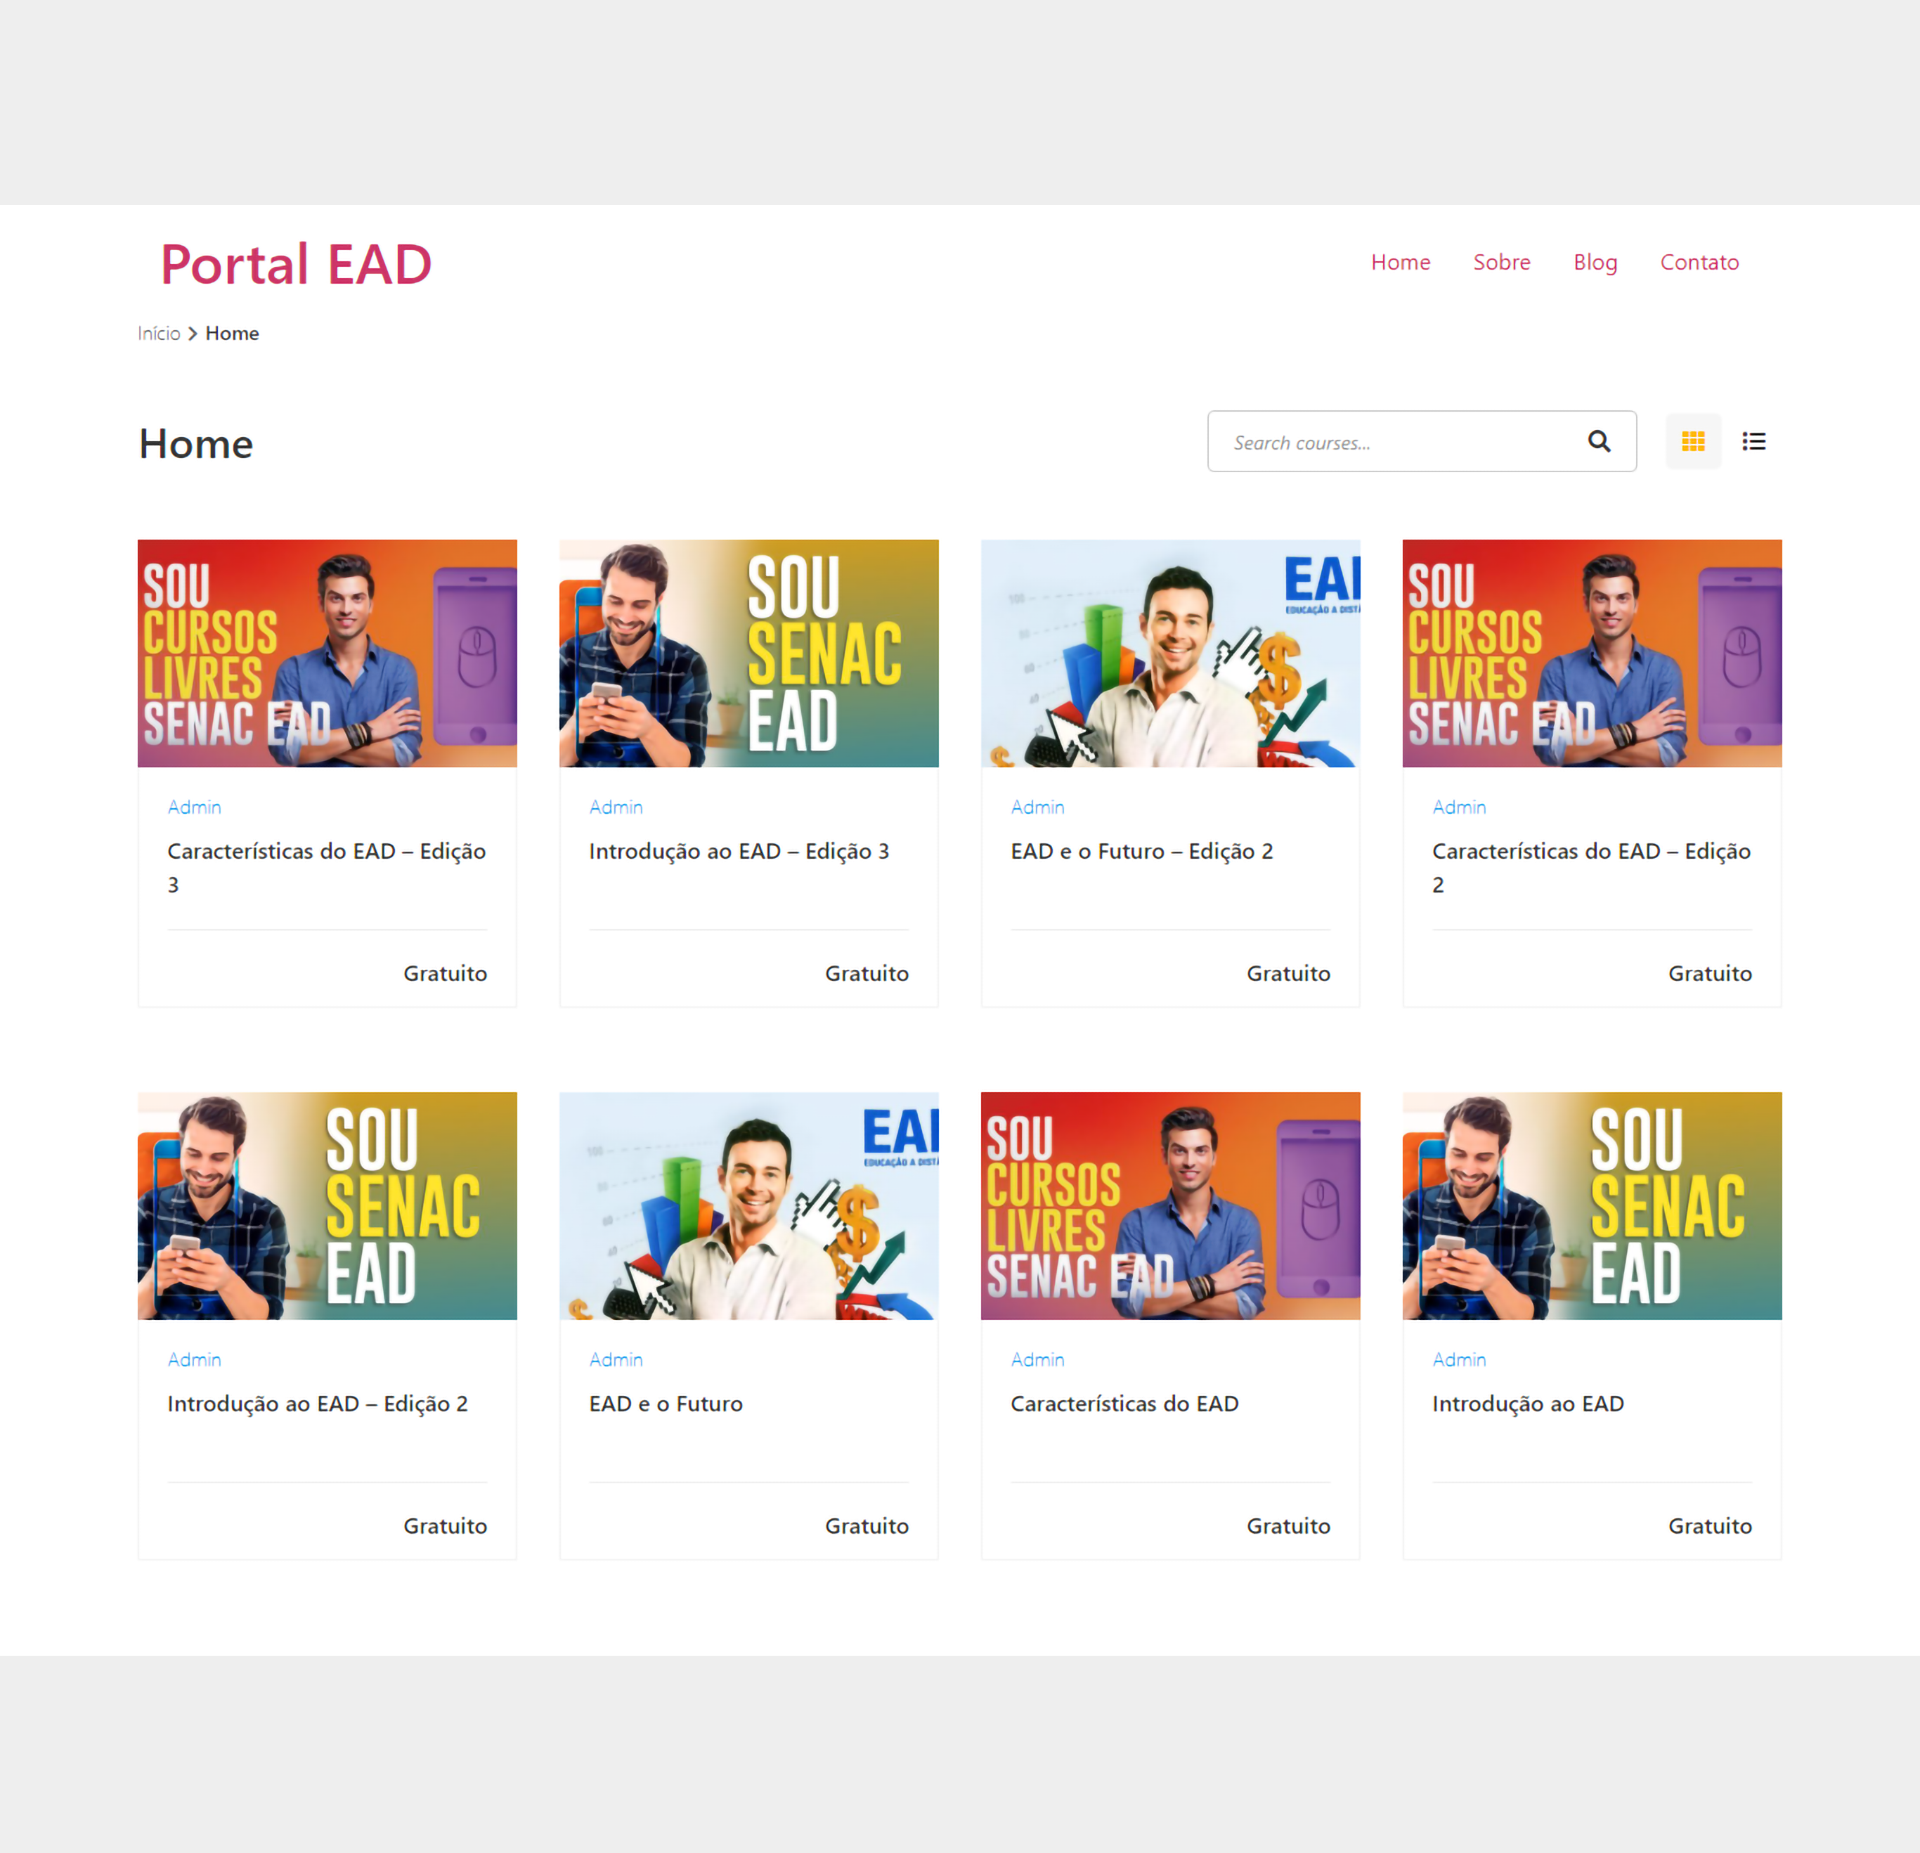 Portal EAD
Home Sobre Blog Contato
Início Home
Home
Search courses...
SOU
CURSOS
LIVRES
SENAC EAD
Admin
Características do EAD – Edição
3
Gratuito
SOU
SENAC
EAD
Admin
Introdução ao EAD – Edição 3
Gratuito
EAD
EDUCAÇÃO A DISTÂ
Admin
EAD e o Futuro – Edição 2
Gratuito
SOU
CURSOS
LIVRES
SENAC EAD
Admin
Características do EAD – Edição
2
Gratuito
SOU
SENAC
EAD
Admin
Introdução ao EAD – Edição 2
Gratuito
EAD
EDUCAÇÃO A DISTÂ
Admin
EAD e o Futuro
Gratuito
SOU
CURSOS
LIVRES
SENAC EAD
Admin
Características do EAD
Gratuito
SOU
SENAC
EAD
Admin
Introdução ao EAD
Gratuito